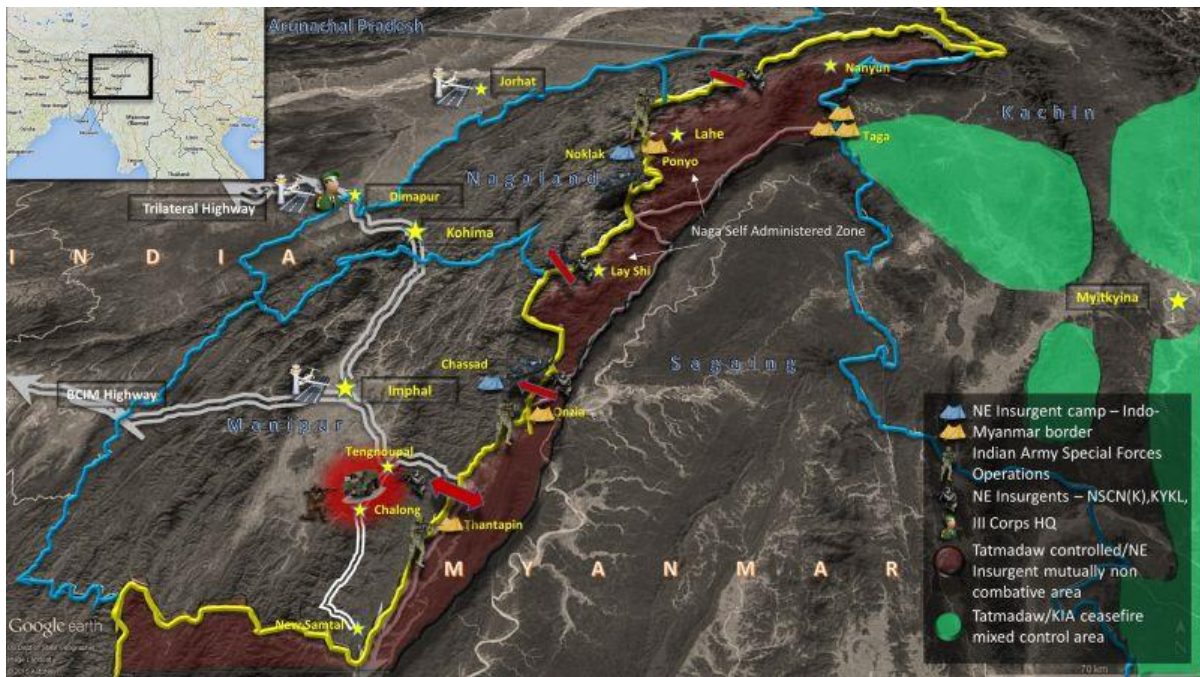 Arunachal Pradesh
Nanyun
Jorhat
Kachin
Lahe
Taga
Noklak
Ponyo
Nagaland
Dimapur
Trilateral Highway
Kohima
Naga Self Administered Zone
INDIA
Lay Shi
Myitkyina
Chassad
Sagaing
Imphal
BCIM Highway
Onzia
Manipur
Tengnoupal
Chalong
Thantapin
MYANMAR
New Samtal
NE Insurgent camp – Indo-
Myanmar border
Indian Army Special Forces
Operations
NE Insurgents – NSCN(K),KYKL,
III Corps HQ
Tatmadaw controlled/NE
Insurgent mutually non
combative area
Tatmadaw/KIA ceasefire
mixed control area
Google earth
70 km